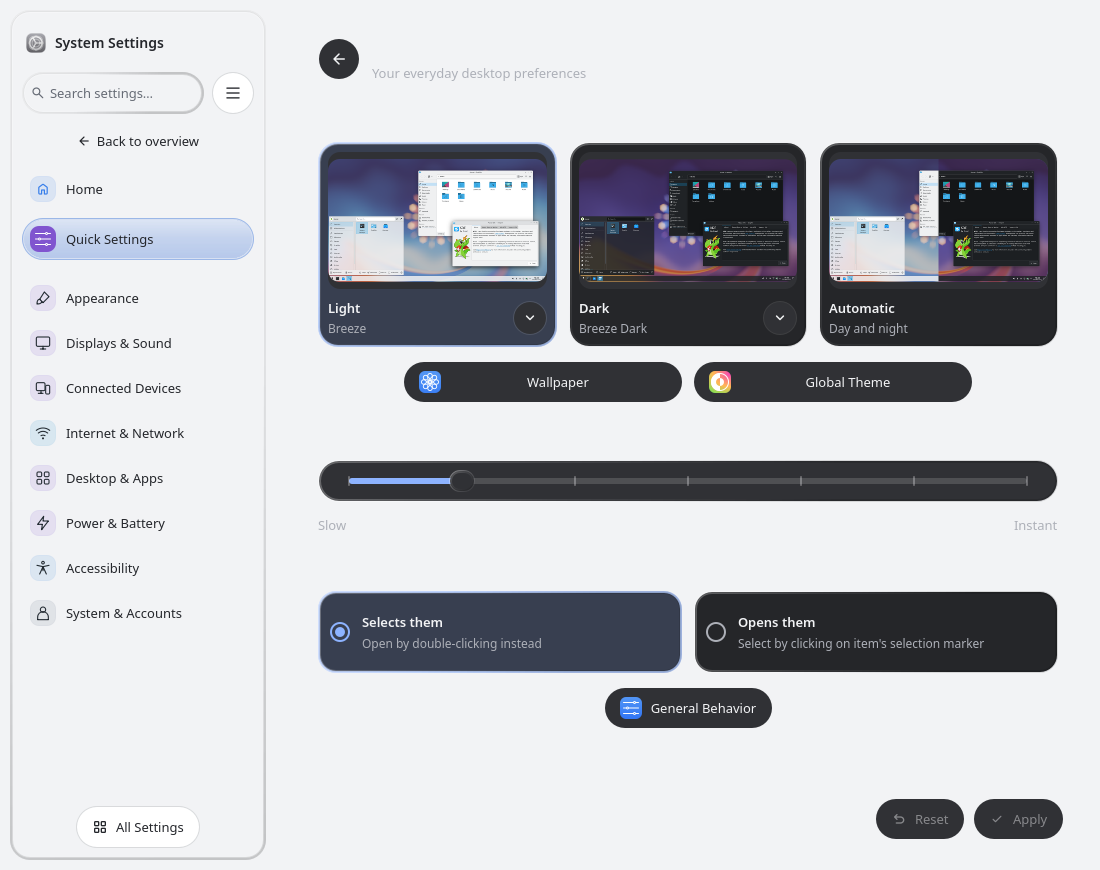 System Settings
Search settings...
Back to overview
Home
Quick Settings
Appearance
Displays & Sound
Connected Devices
Internet & Network
Desktop & Apps
Power & Battery
Accessibility
System & Accounts
All Settings
Your everyday desktop preferences
Light
Breeze
Dark
Breeze Dark
Automatic
Day and night
Wallpaper
Global Theme
Slow
Instant
Selects them
Open by double-clicking instead
Opens them
Select by clicking on item's selection marker
General Behavior
Reset
Apply